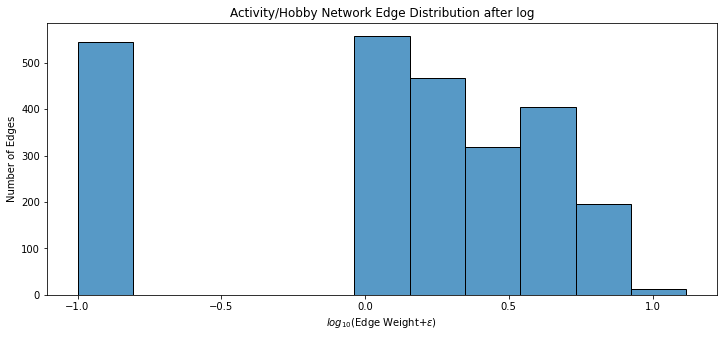 Activity/Hobby Network Edge Distribution after log
500
400
300
200
100
0
Number of Edges
−1.0 −0.5 0.0 0.5 1.0
log₁₀(Edge Weight+ε)